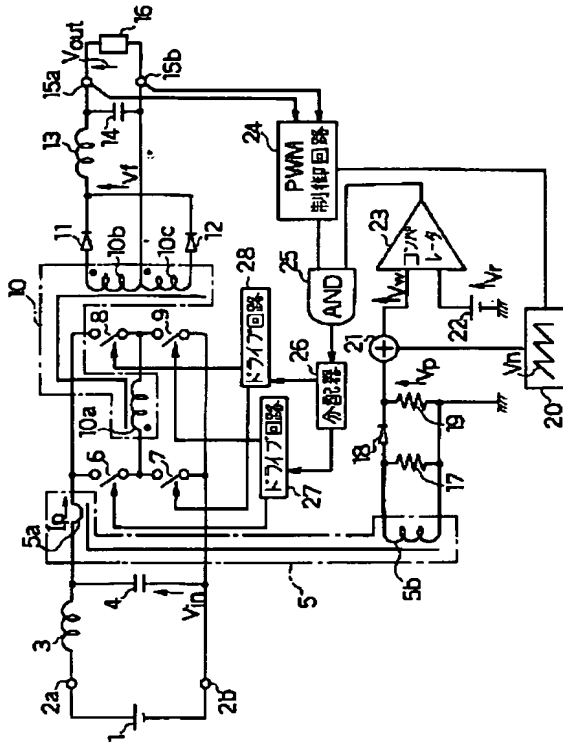 1
2a
2b
3
4
Vin
5
5a
Ip
5b
6
7
8
9
10
10a
10b
10c
11
12
Vf
13
14
15a
15b
Vout
16
17
18
19
Vp
20
Vn
21
Vw
22
Vr
コンパ
レータ
23
PWM
制御回路
24
AND
25
分配器
26
ドライブ回路
27
ドライブ回路
28